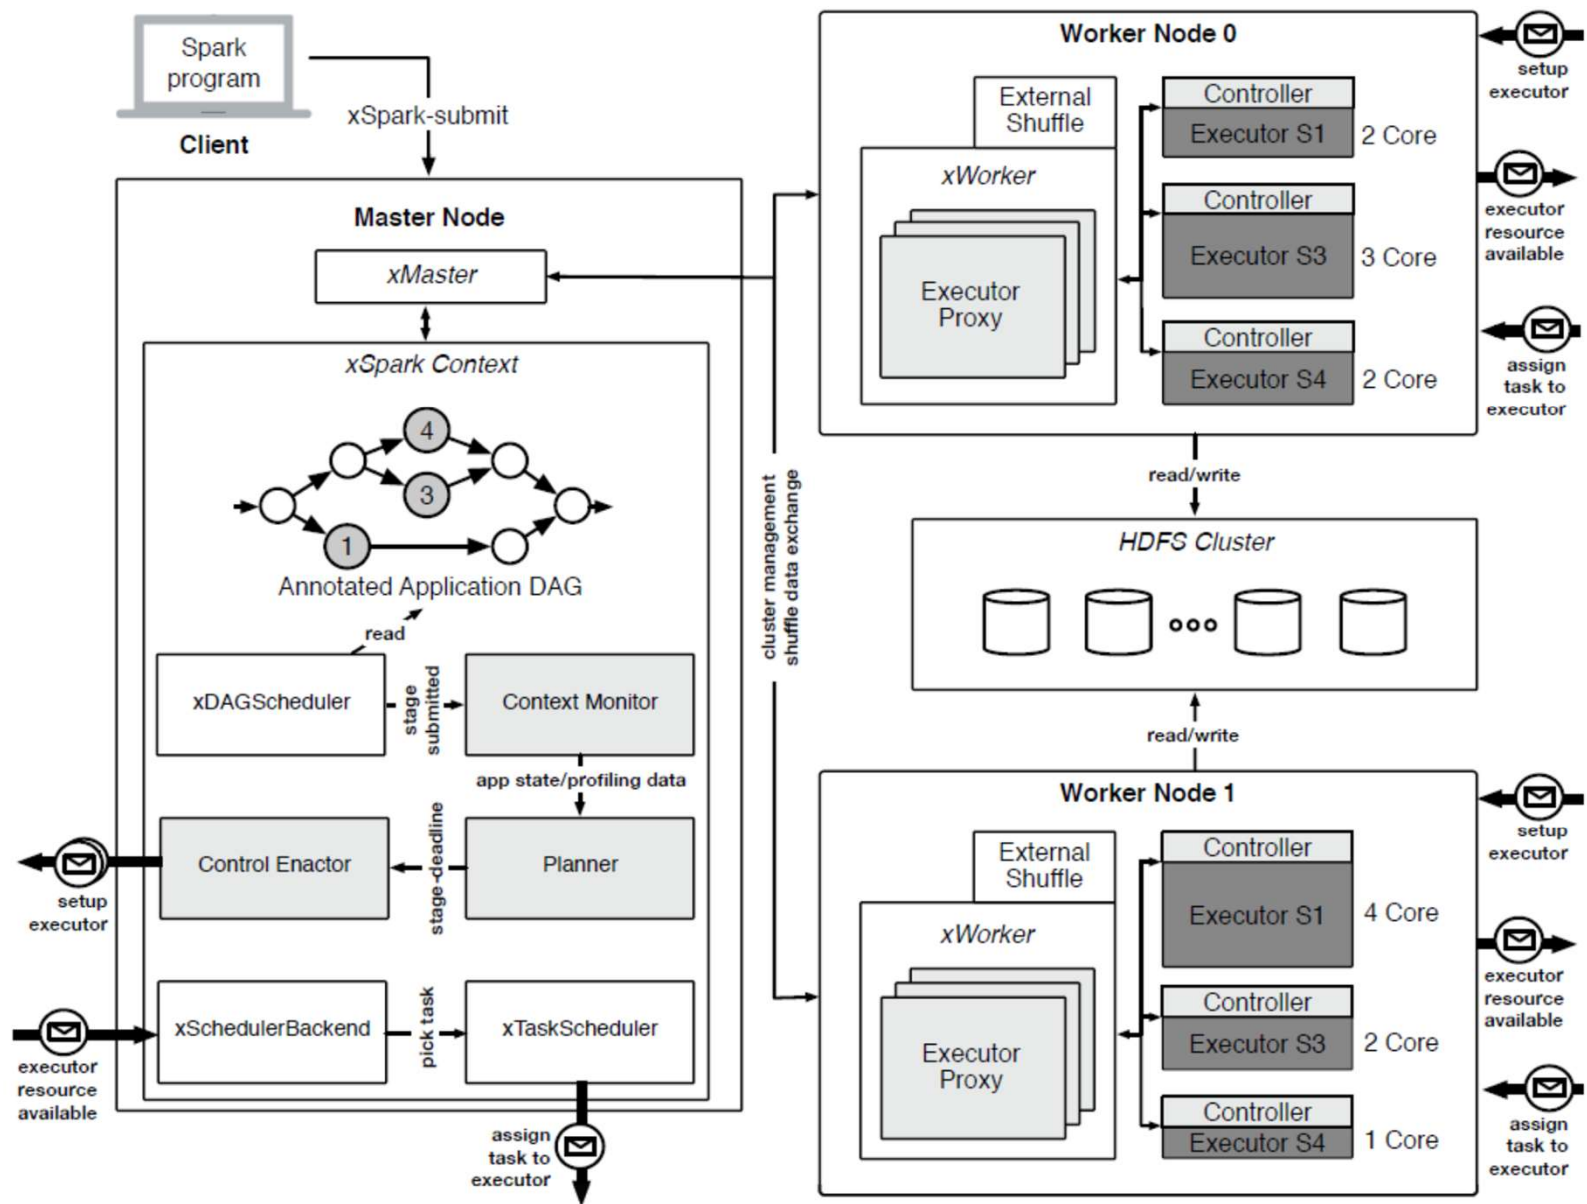 Spark
program
xSpark-submit
Client
Master Node
xMaster
xSpark Context
4
3
1
Annotated Application DAG
read
xDAGScheduler
stage
submitted
Context Monitor
app state/profiling data
Control Enactor
stage-deadline
Planner
setup
executor
xSchedulerBackend
pick task
xTaskScheduler
executor
resource
available
assign
task to
executor
cluster management
shuffle data exchange
Worker Node 0
External
Shuffle
xWorker
Executor
Proxy
Controller
Executor S1
2 Core
Controller
Executor S3
3 Core
Controller
Executor S4
2 Core
setup
executor
executor
resource
available
assign
task to
executor
read/write
HDFS Cluster
read/write
Worker Node 1
External
Shuffle
xWorker
Executor
Proxy
Controller
Executor S1
4 Core
Controller
Executor S3
2 Core
Controller
Executor S4
1 Core
setup
executor
executor
resource
available
assign
task to
executor